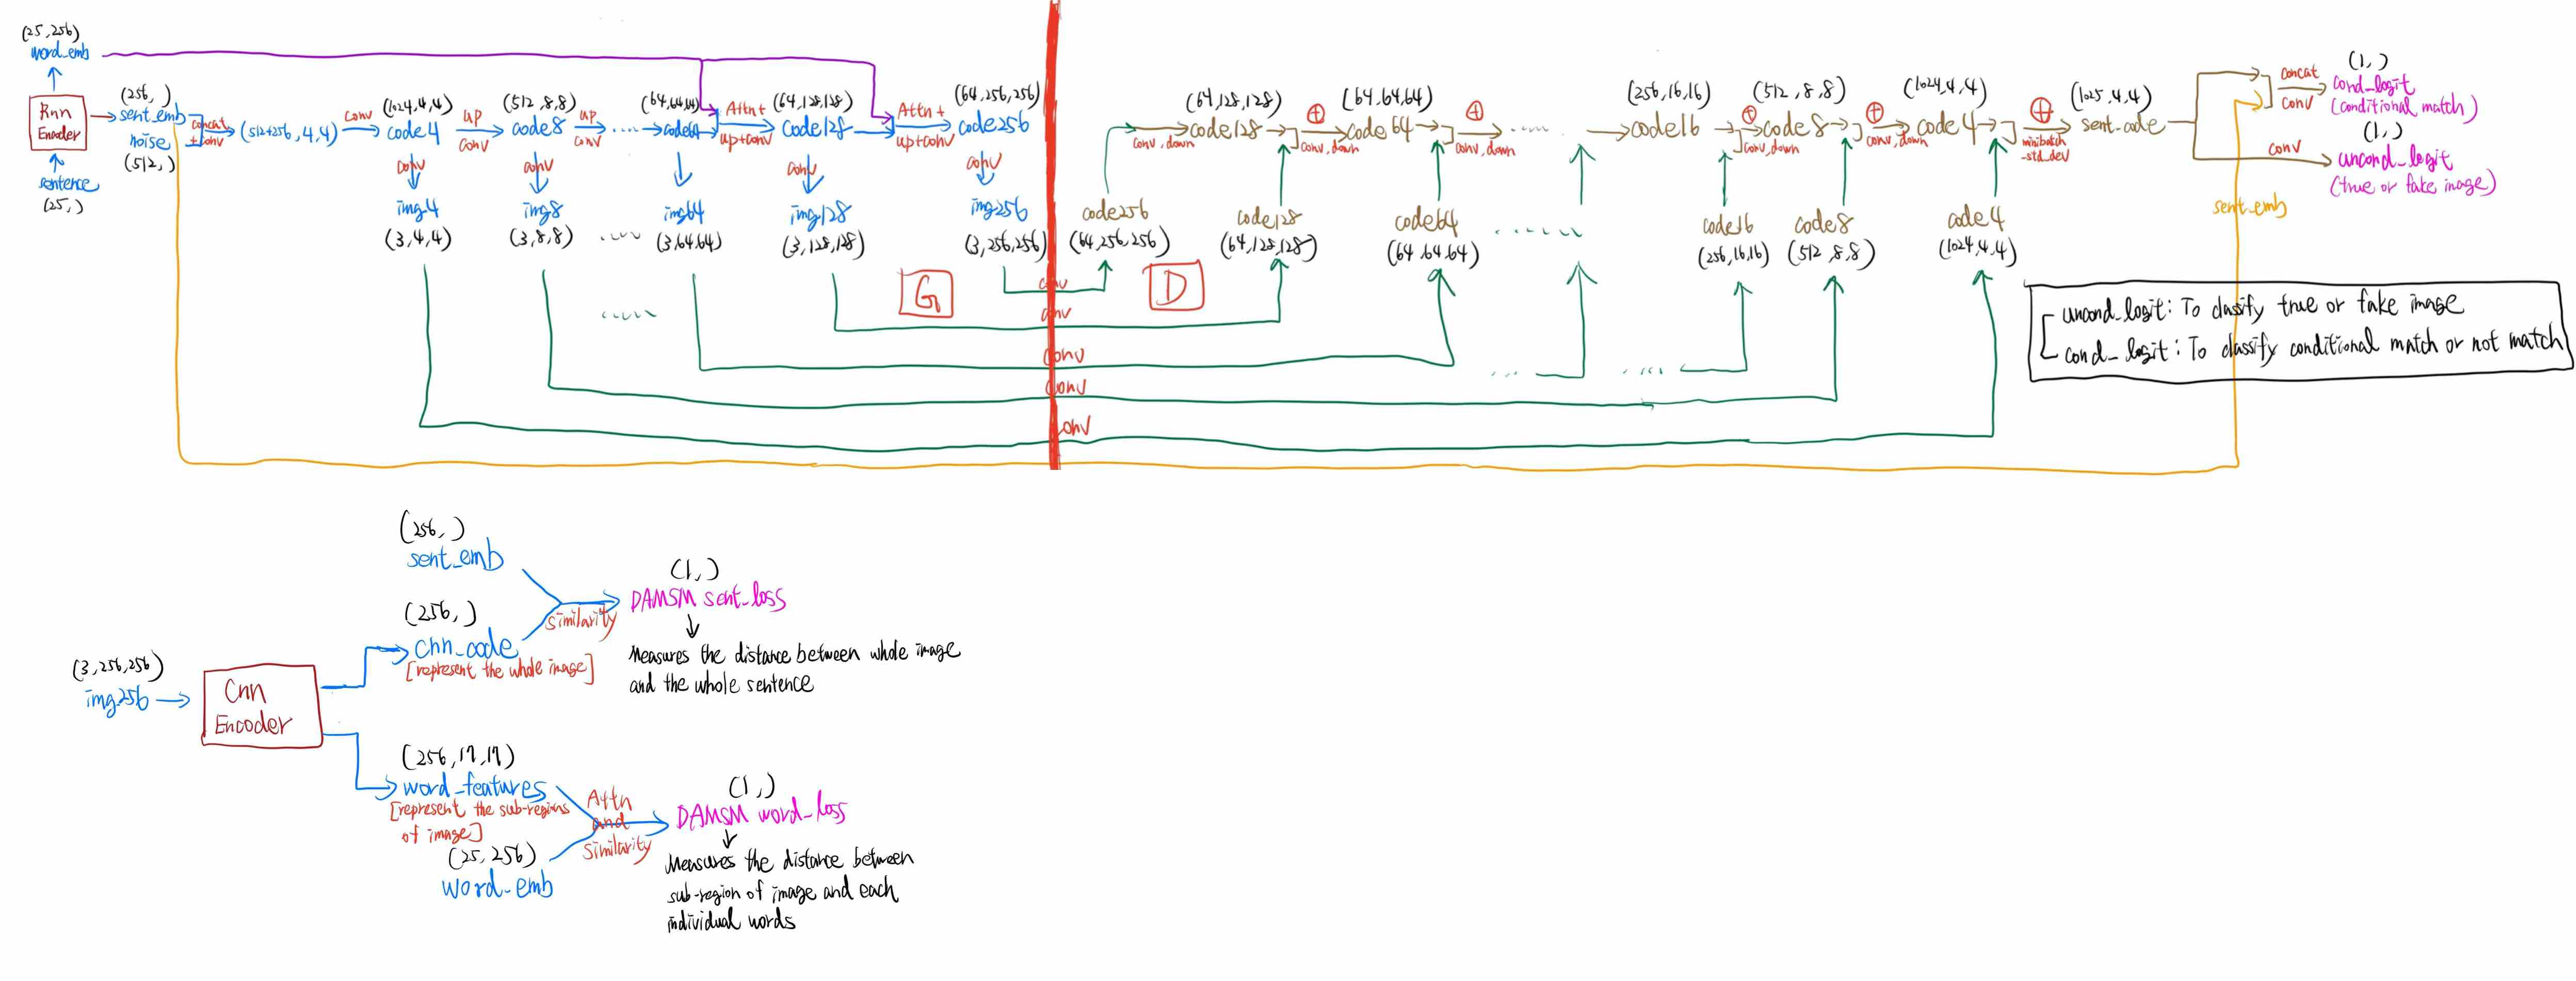 (25,256)
word_emb
Rnn
Encoder
sentence
(25, )
(256, )
sent_emb
noise
(512, )
concat
+conv
(512+256, 4,4)
conv
(1024,4,4)
code4
conv
img4
(3,4,4)
up
conv
(512,8,8)
code8
conv
img8
(3,8,8)
up
conv
(64,64,64)
code64
img64
(3,64,64)
Attn+
up+conv
(64,128,128)
code128
conv
img128
(3,128,128)
Attn+
up+conv
(64,256,256)
code256
conv
img256
(3,256,256)
G
D
conv
conv
conv
conv
conv
code256
(64,256,256)
conv,down
(64,128,128)
code128
code128
(64,128,128)
conv,down
(64,64,64)
code64
code64
(64,64,64)
conv,down
(256,16,16)
code16
code16
(256,16,16)
conv,down
(512,8,8)
code8
code8
(512,8,8)
conv,down
(1024,4,4)
code4
code4
(1024,4,4)
minibatch
-std_dev
(1025,4,4)
sent_code
concat
conv
(1, )
cond_logit
(conditional match)
conv
(1, )
uncond_logit
(true or fake image)
sent_emb
uncond_logit: To classify true or fake image
cond_logit: To classify conditional match or not match
(256, )
sent_emb
(256, )
cnn_code
[represent the whole image]
similarity
(1, )
DAMSM sent_loss
Measures the distance between whole image
and the whole sentence
(3,256,256)
img256
Cnn
Encoder
(256,17,17)
word_features
[represent the sub-regions
of image]
(25,256)
word_emb
Attn
and
similarity
(1, )
DAMSM word_loss
Measures the distance between
sub-region of image and each
individual words